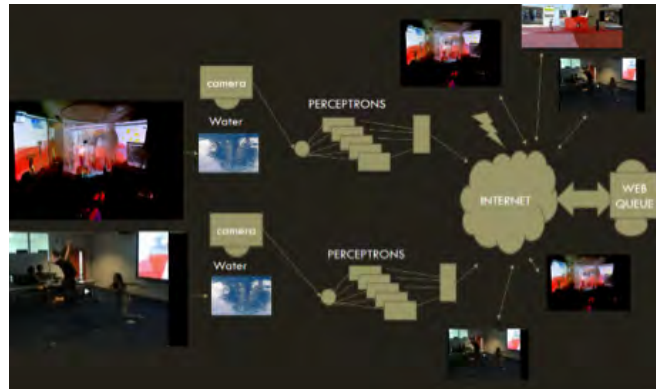 camera
Water
PERCEPTRONS
INTERNET
WEB
QUEUE
camera
Water
PERCEPTRONS